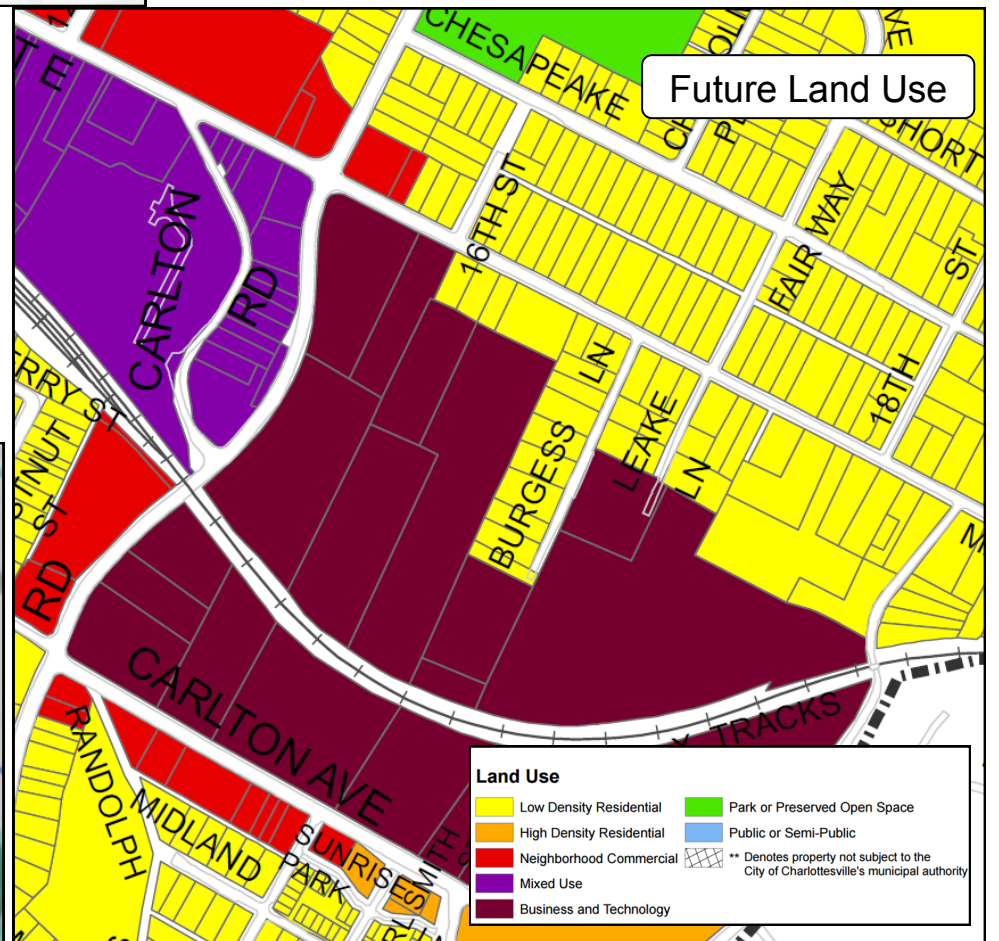 Future Land Use
CHESAPEAKE
SHORT
T E
CARLTON
RD
16TH ST
FAIR WAY
ST
18TH
BURGESS
LN
LEAKE
LN
RRY ST
ST
RD
CARLTON AVE
TRACKS
RANDOLPH
MIDLAND
SUNRISE
PARK
Land Use
Low Density Residential
High Density Residential
Neighborhood Commercial
Mixed Use
Business and Technology
Park or Preserved Open Space
Public or Semi-Public
** Denotes property not subject to the
City of Charlottesville's municipal authority